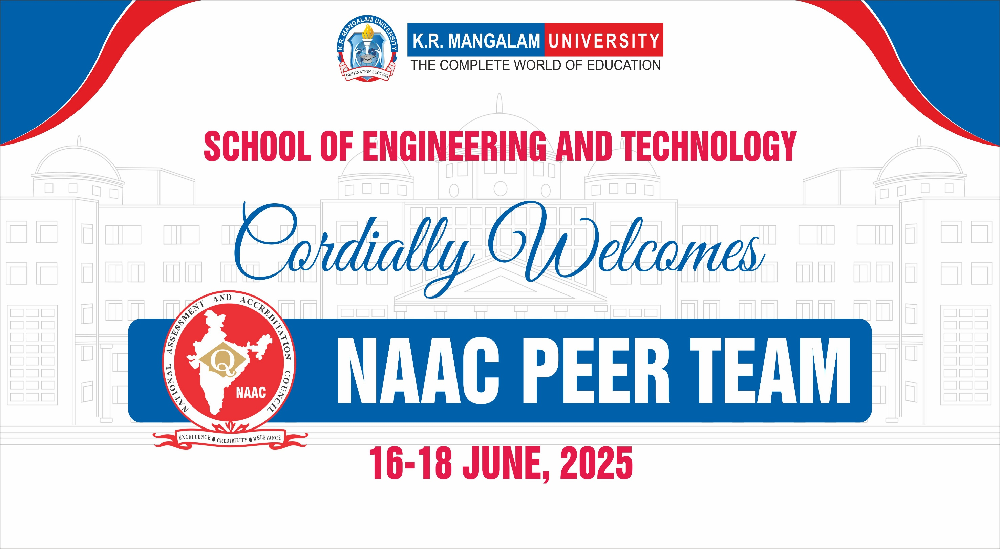 K.R. MANGALAM UNIVERSITY
DESTINATION SUCCESS
K.R. MANGALAM UNIVERSITY
THE COMPLETE WORLD OF EDUCATION
SCHOOL OF ENGINEERING AND TECHNOLOGY
Cordially Welcomes
NATIONAL ASSESSMENT AND ACCREDITATION COUNCIL
Q
NAAC
EXCELLENCE ● CREDIBILITY ● RELEVANCE
NAAC PEER TEAM
16-18 JUNE, 2025